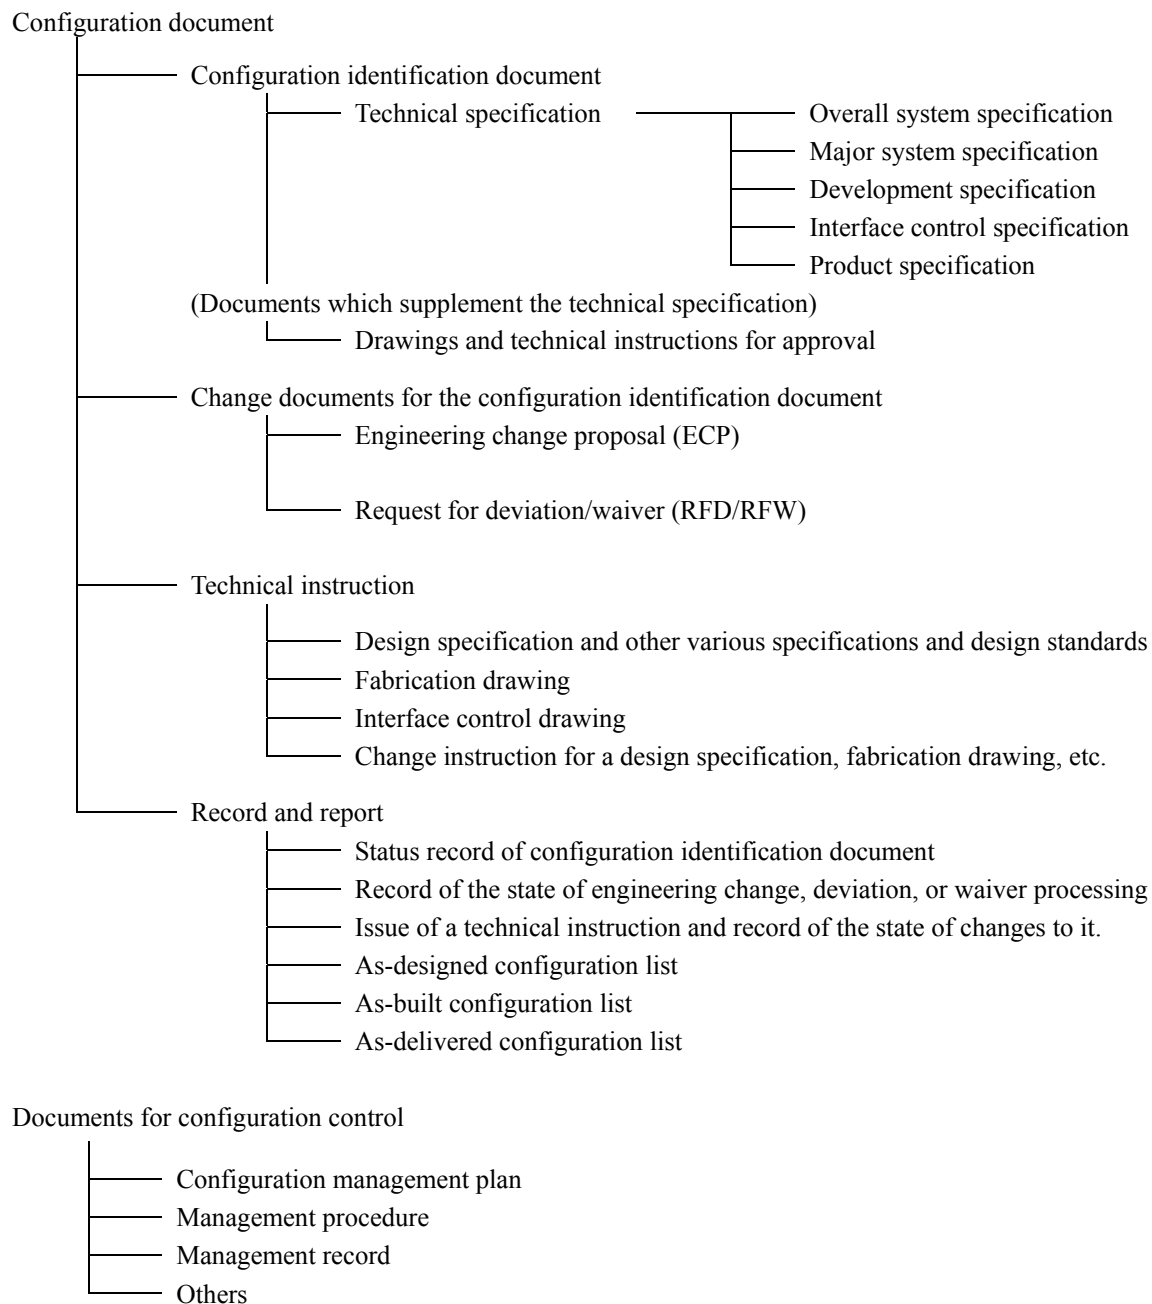 Configuration document
Configuration identification document
Technical specification
Overall system specification
Major system specification
Development specification
Interface control specification
Product specification
(Documents which supplement the technical specification)
Drawings and technical instructions for approval
Change documents for the configuration identification document
Engineering change proposal (ECP)
Request for deviation/waiver (RFD/RFW)
Technical instruction
Design specification and other various specifications and design standards
Fabrication drawing
Interface control drawing
Change instruction for a design specification, fabrication drawing, etc.
Record and report
Status record of configuration identification document
Record of the state of engineering change, deviation, or waiver processing
Issue of a technical instruction and record of the state of changes to it.
As-designed configuration list
As-built configuration list
As-delivered configuration list
Documents for configuration control
Configuration management plan
Management procedure
Management record
Others